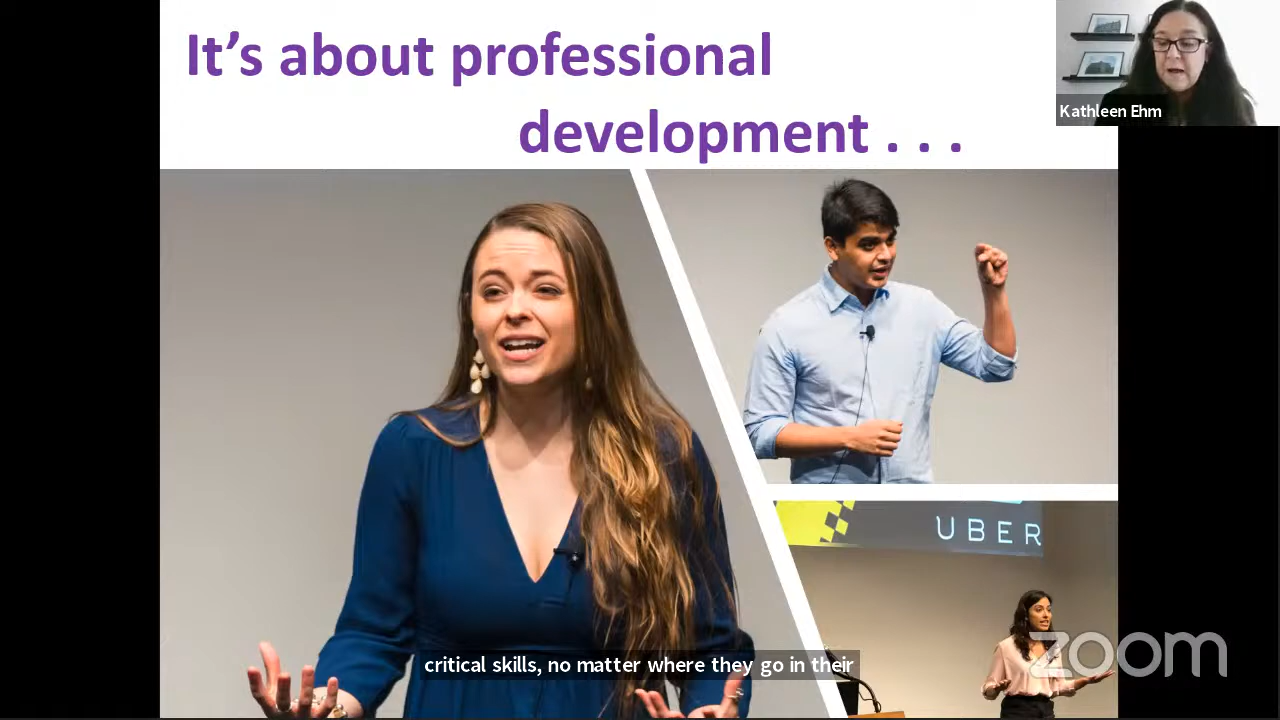 It's about professional
development . . .
Kathleen Ehm
UBER
critical skills, no matter where they go in their
zoom